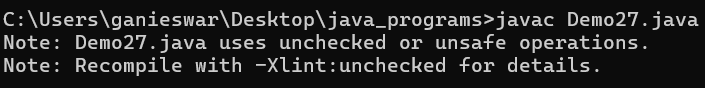 C:\Users\ganieswar\Desktop\java_programs>javac Demo27.java
Note: Demo27.java uses unchecked or unsafe operations.
Note: Recompile with -Xlint:unchecked for details.